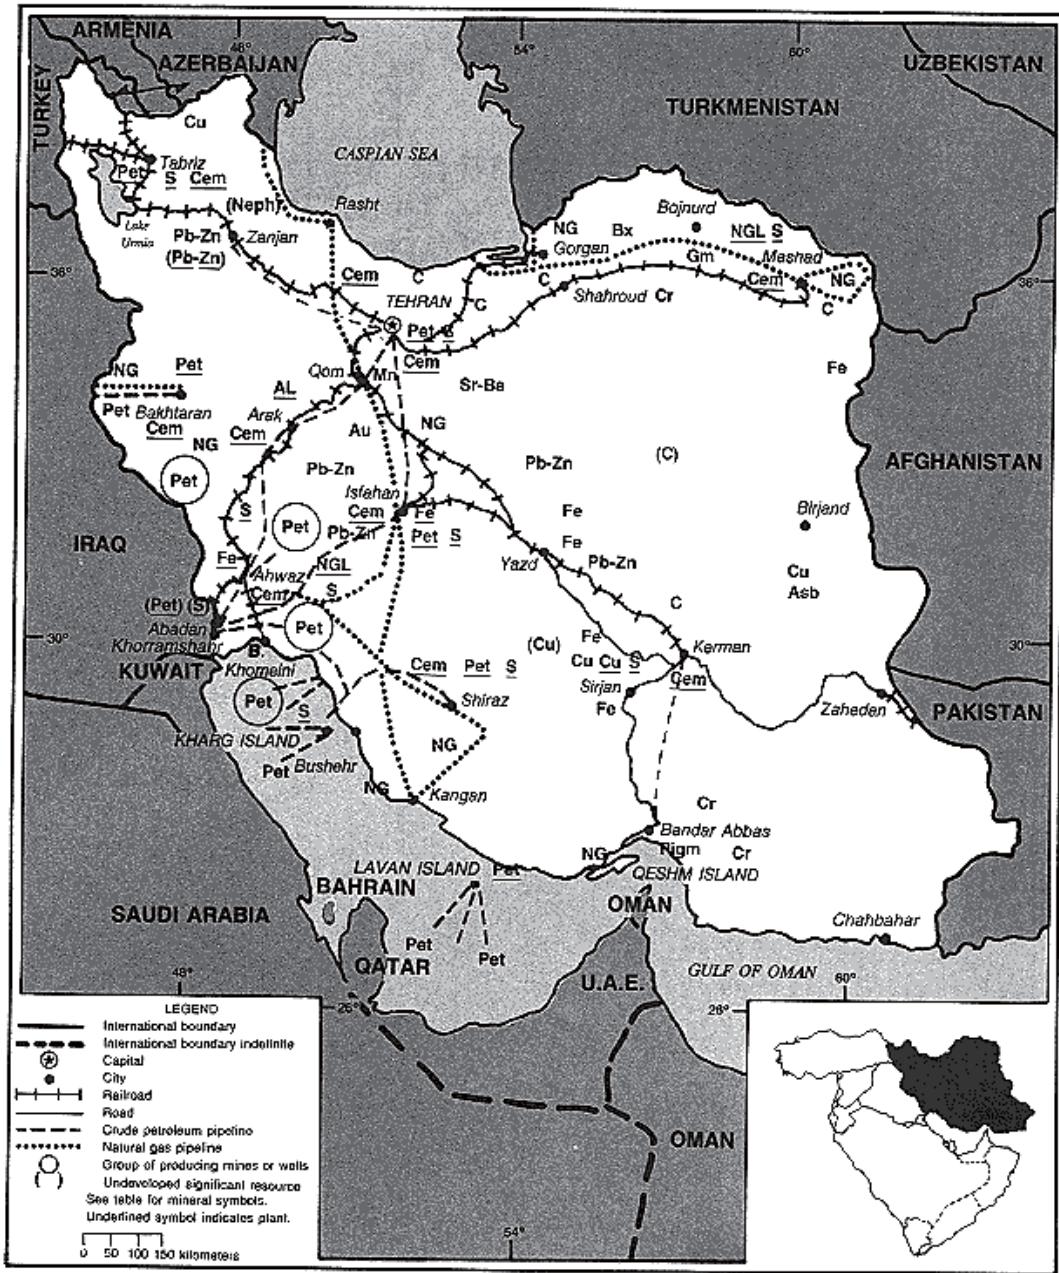 ARMENIA
48°
54°
60°
AZERBAIJAN
UZBEKISTAN
TURKEY
TURKMENISTAN
Cu
CASPIAN SEA
Pet
Tabriz
S Cem
(Neph)
Rasht
Bojnurd
Lake
Urmia
Pb-Zn
Zanjan
(Pb-Zn)
NG
Bx
NGL S
Gorgan
Gm
Mashad
36°
Cem
C
C
Cem
NG
36°
TEHRAN
C
Shahroud
Cr
C
Pet S
Cem
Fe
NG
Pet
Qom
Mn
Sr-Ba
Pet
Bakhtaran
AL
Arak
Cem
NG
Cem
Au
NG
Pb-Zn
Pb-Zn
(C)
AFGHANISTAN
Pet
Isfahan
S
Pet
Cem
Fe
Fe
Birjand
IRAQ
Pb-Zn
Pet S
Fe
Yazd
Pb-Zn
Fe
NGL
Ahwaz
S
Cu
Asb
Cem
(Pet) (S)
C
Abadan
Pet
30°
Khorramshahr
Fe
30°
B.
Khomeini
(Cu)
Kerman
KUWAIT
Cem Pet S
Cu Cu S
Cem
Pet
Sirjan
Shiraz
Fe
Zaheden
PAKISTAN
S
KHARG ISLAND
NG
Pet
Bushehr
NG
Kangan
Cr
Bandar Abbas
Pigm
Cr
NG
LAVAN ISLAND
Pet
QESHM ISLAND
BAHRAIN
SAUDI ARABIA
OMAN
Chahbahar
Pet
Pet
QATAR
U.A.E.
GULF OF OMAN
48°
60°
26°
26°
LEGEND
International boundary
International boundary indefinite
Capital
City
Railroad
Road
Crude petroleum pipeline
Natural gas pipeline
Group of producing mines or wells
Undeveloped significant resource
See table for mineral symbols.
Underlined symbol indicates plant.
0 50 100 150 kilometers
OMAN
54°